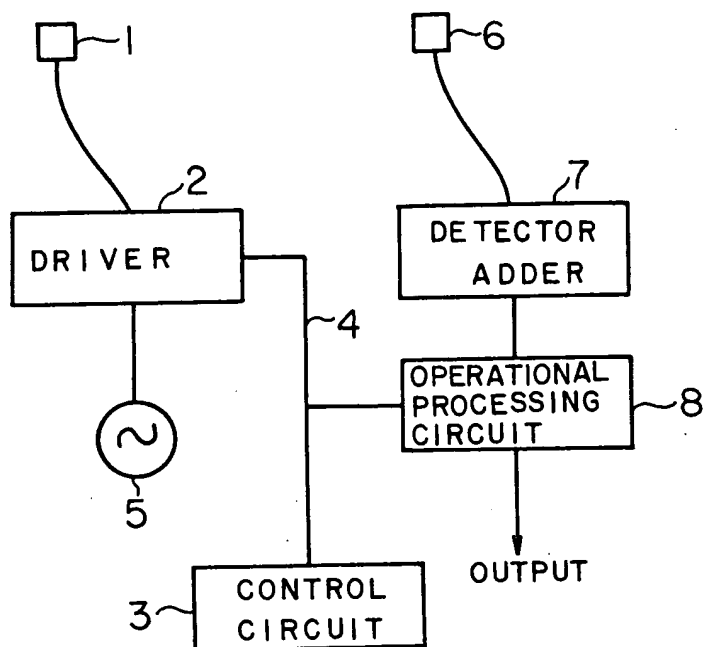 1
6
2
7
DRIVER
DETECTOR
ADDER
4
OPERATIONAL
PROCESSING
CIRCUIT
8
5
OUTPUT
3
CONTROL
CIRCUIT